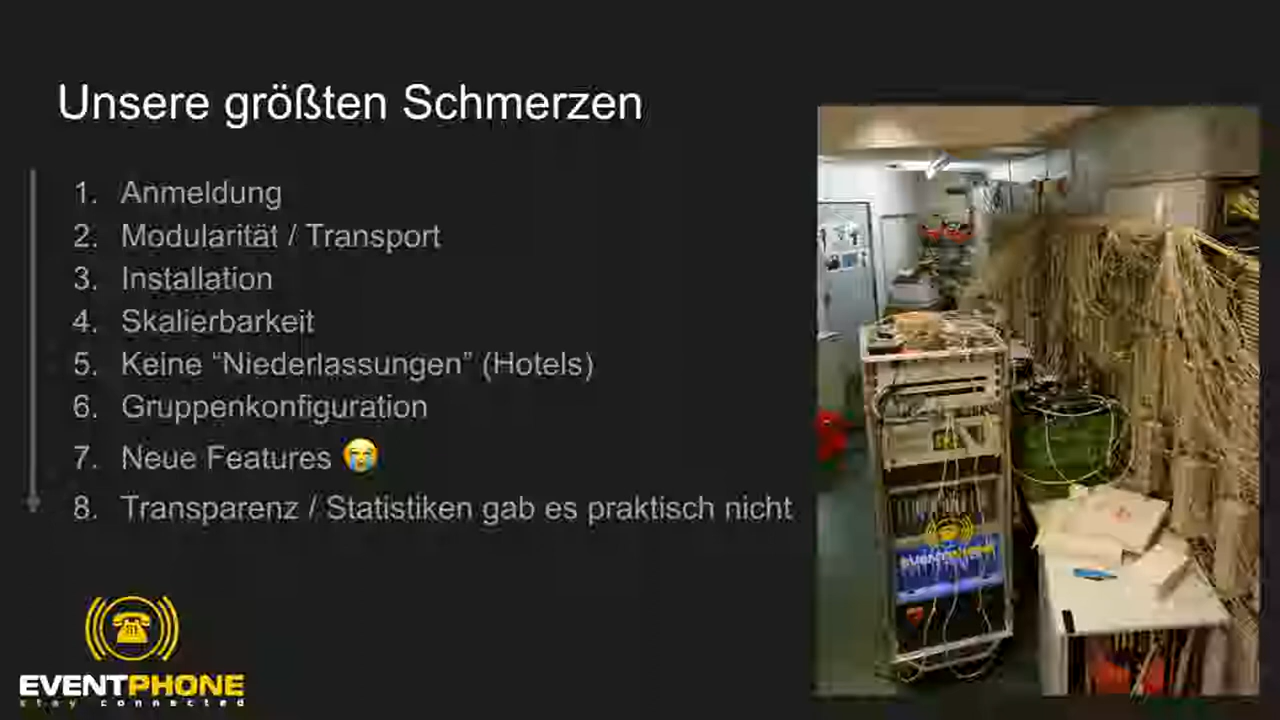 Unsere größten Schmerzen
1. Anmeldung
2. Modularität / Transport
3. Installation
4. Skalierbarkeit
5. Keine “Niederlassungen” (Hotels)
6. Gruppenkonfiguration
7. Neue Features 😭
8. Transparenz / Statistiken gab es praktisch nicht
EVENTPHONE
EVENTPHONE
stay connected